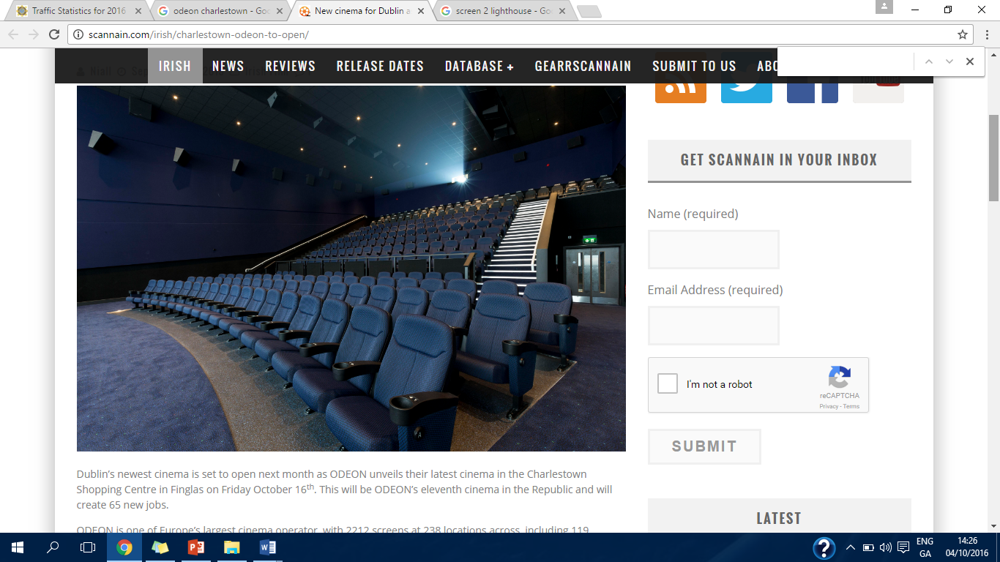 Traffic Statistics for 2016
odeon charlestown - Goo
New cinema for Dublin a
screen 2 lighthouse - Go
scannain.com/irish/charlestown-odeon-to-open/
IRISH NEWS REVIEWS RELEASE DATES DATABASE + GEARRSCANNAIN SUBMIT TO US ABO
GET SCANNAIN IN YOUR INBOX
Name (required)
Email Address (required)
I'm not a robot
reCAPTCHA
Privacy - Terms
SUBMIT
LATEST
Dublin’s newest cinema is set to open next month as ODEON unveils their latest cinema in the Charlestown
Shopping Centre in Finglas on Friday October 16th. This will be ODEON’s eleventh cinema in the Republic and will
create 65 new jobs.
ODEON is one of Europe’s largest cinema operator, with 2212 screens at 238 locations across, including 119
ENG
GA
14:26
04/10/2016